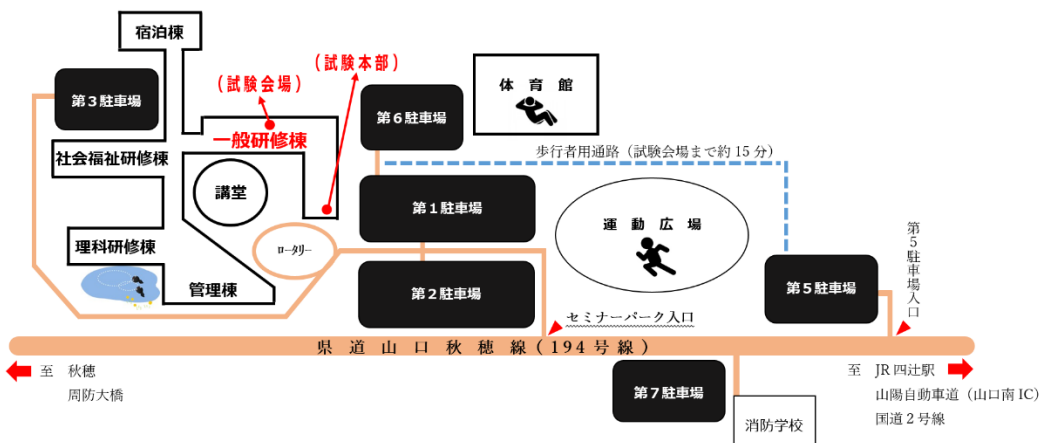 宿泊棟
(試験本部)
(試験会場)
体育館
第3駐車場
第6駐車場
一般研修棟
社会福祉研修棟
歩行者用通路（試験会場まで約15分）
講堂
第1駐車場
運動広場
第5駐車場入口
理科研修棟
ロータリー
管理棟
第2駐車場
第5駐車場
セミナーパーク入口
県道山口秋穂線(194号線)
至 秋穂
周防大橋
至 JR四辻駅
山陽自動車道（山口南IC）
国道2号線
第7駐車場
消防学校